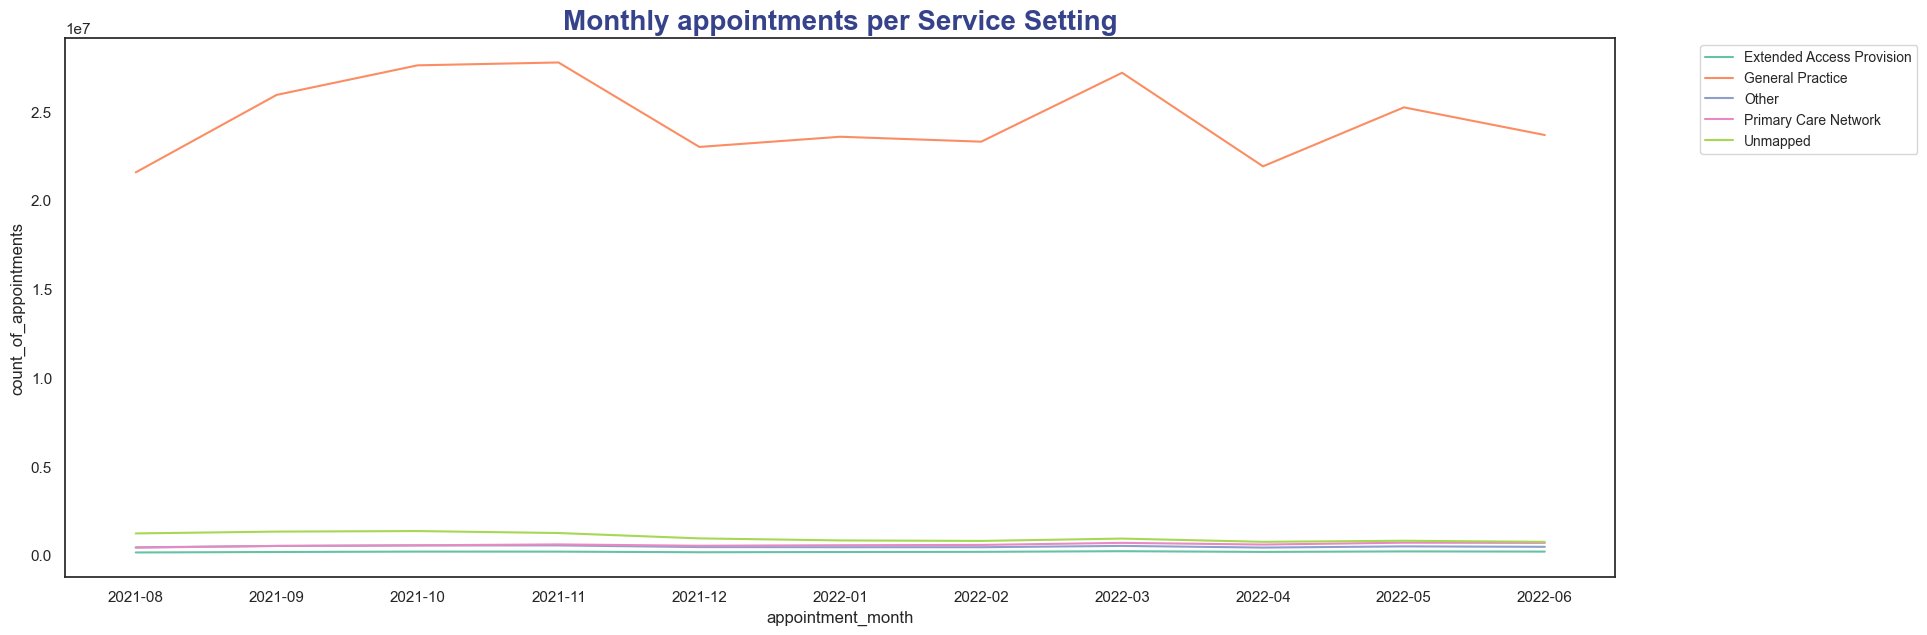 Monthly appointments per Service Setting
1e7
2.5
2.0
1.5
1.0
0.5
0.0
count_of_appointments
2021-08 2021-09 2021-10 2021-11 2021-12 2022-01 2022-02 2022-03 2022-04 2022-05 2022-06
appointment_month
Extended Access Provision
General Practice
Other
Primary Care Network
Unmapped